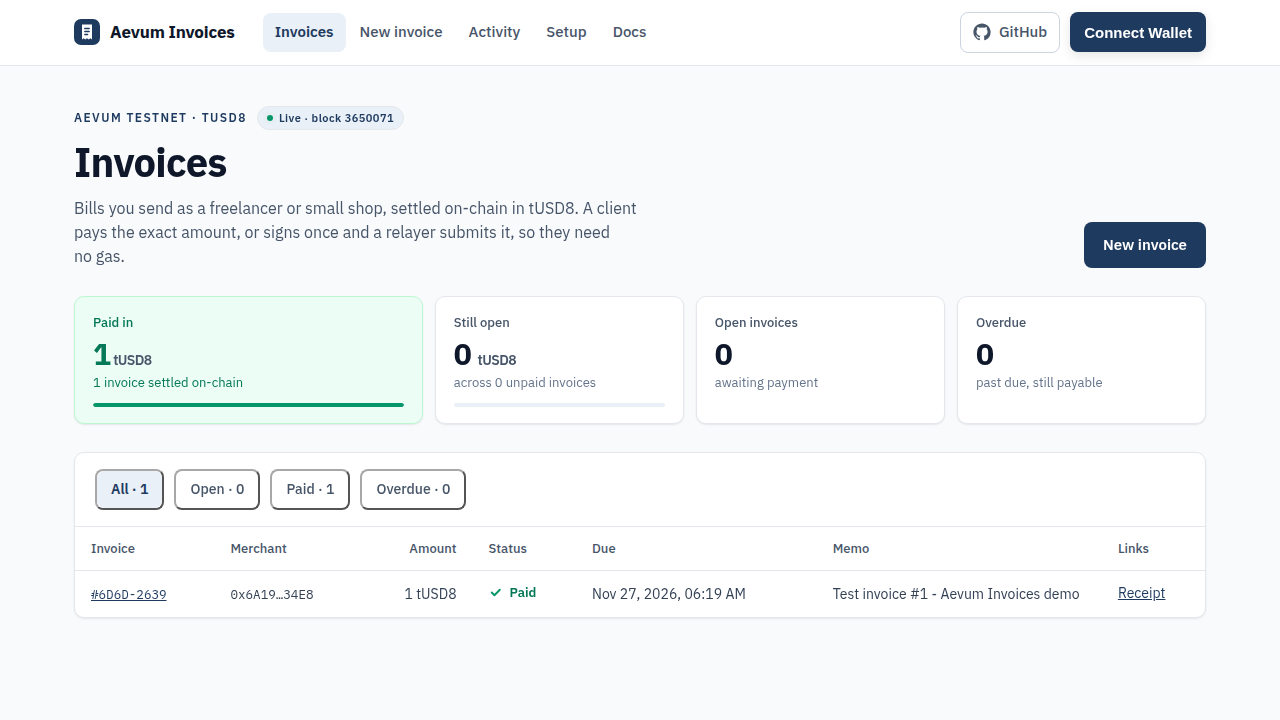 Aevum Invoices Invoices New invoice Activity Setup Docs GitHub Connect Wallet
AEVUM TESTNET · TUSD8 Live · block 3650071
Invoices
Bills you send as a freelancer or small shop, settled on-chain in tUSD8. A client
pays the exact amount, or signs once and a relayer submits it, so they need
no gas.
New invoice
Paid in
1 tUSD8
1 invoice settled on-chain
Still open
0 tUSD8
across 0 unpaid invoices
Open invoices
0
awaiting payment
Overdue
0
past due, still payable
All · 1 Open · 0 Paid · 1 Overdue · 0
Invoice Merchant Amount Status Due Memo Links
#6D6D-2639 0x6A19…34E8 1 tUSD8 Paid Nov 27, 2026, 06:19 AM Test invoice #1 - Aevum Invoices demo Receipt